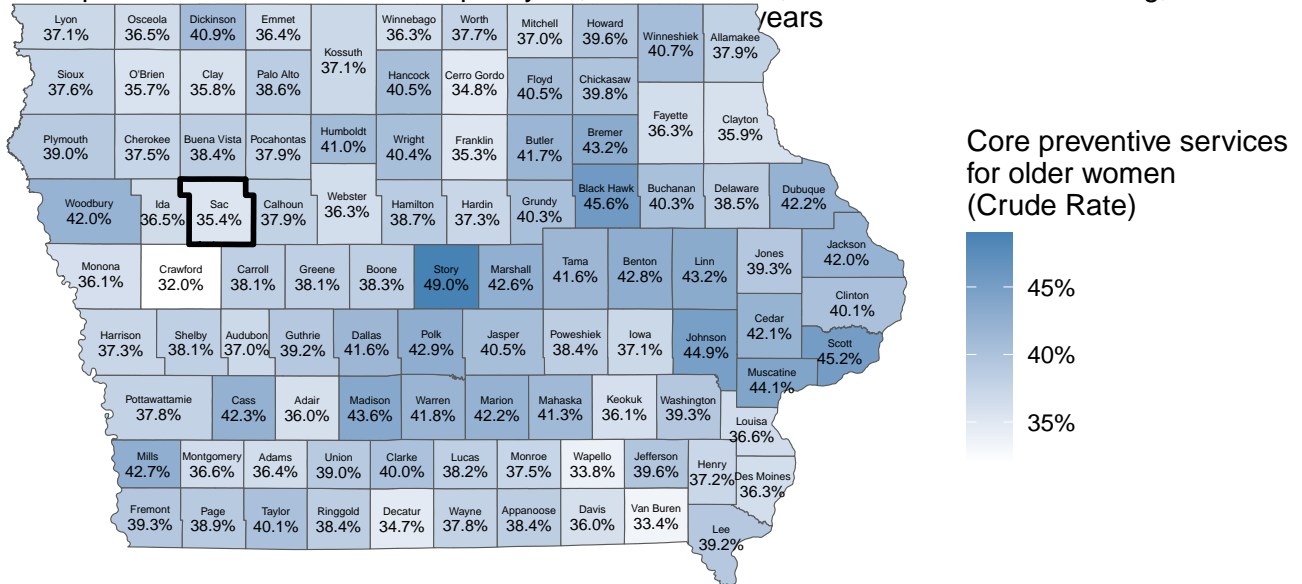 years
Lyon
37.1%
Osceola
36.5%
Dickinson
40.9%
Emmet
36.4%
Kossuth
37.1%
Winnebago
36.3%
Worth
37.7%
Mitchell
37.0%
Howard
39.6%
Winneshiek
40.7%
Allamakee
37.9%
Sioux
37.6%
O'Brien
35.7%
Clay
35.8%
Palo Alto
38.6%
Hancock
40.5%
Cerro Gordo
34.8%
Floyd
40.5%
Chickasaw
39.8%
Fayette
36.3%
Clayton
35.9%
Plymouth
39.0%
Cherokee
37.5%
Buena Vista
38.4%
Pocahontas
37.9%
Humboldt
41.0%
Wright
40.4%
Franklin
35.3%
Butler
41.7%
Bremer
43.2%
Woodbury
42.0%
Ida
36.5%
Sac
35.4%
Calhoun
37.9%
Webster
36.3%
Hamilton
38.7%
Hardin
37.3%
Grundy
40.3%
Black Hawk
45.6%
Buchanan
40.3%
Delaware
38.5%
Dubuque
42.2%
Monona
36.1%
Crawford
32.0%
Carroll
38.1%
Greene
38.1%
Boone
38.3%
Story
49.0%
Marshall
42.6%
Tama
41.6%
Benton
42.8%
Linn
43.2%
Jones
39.3%
Jackson
42.0%
Clinton
40.1%
Harrison
37.3%
Shelby
38.1%
Audubon
37.0%
Guthrie
39.2%
Dallas
41.6%
Polk
42.9%
Jasper
40.5%
Poweshiek
38.4%
Iowa
37.1%
Johnson
44.9%
Cedar
42.1%
Scott
45.2%
Muscatine
44.1%
Pottawattamie
37.8%
Cass
42.3%
Adair
36.0%
Madison
43.6%
Warren
41.8%
Marion
42.2%
Mahaska
41.3%
Keokuk
36.1%
Washington
39.3%
Louisa
36.6%
Mills
42.7%
Montgomery
36.6%
Adams
36.4%
Union
39.0%
Clarke
40.0%
Lucas
38.2%
Monroe
37.5%
Wapello
33.8%
Jefferson
39.6%
Henry
37.2%
Des Moines
36.3%
Fremont
39.3%
Page
38.9%
Taylor
40.1%
Ringgold
38.4%
Decatur
34.7%
Wayne
37.8%
Appanoose
38.4%
Davis
36.0%
Van Buren
33.4%
Lee
39.2%
Core preventive services
for older women
(Crude Rate)
45%
40%
35%